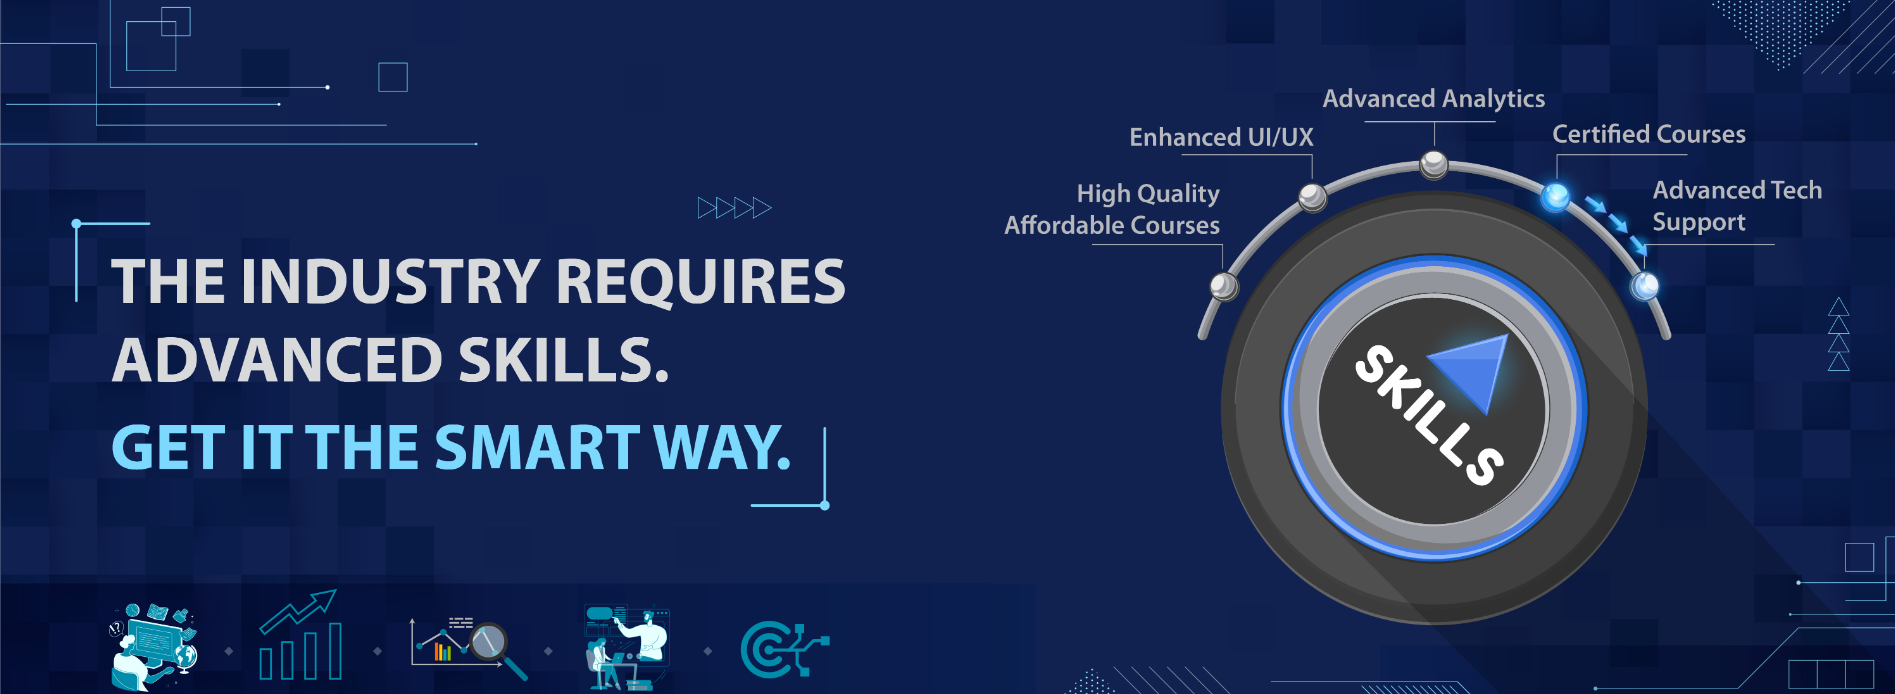 THE INDUSTRY REQUIRES
ADVANCED SKILLS.
GET IT THE SMART WAY.
High Quality
Affordable Courses
Enhanced UI/UX
Advanced Analytics
Certified Courses
Advanced Tech
Support
SKILLS
!?